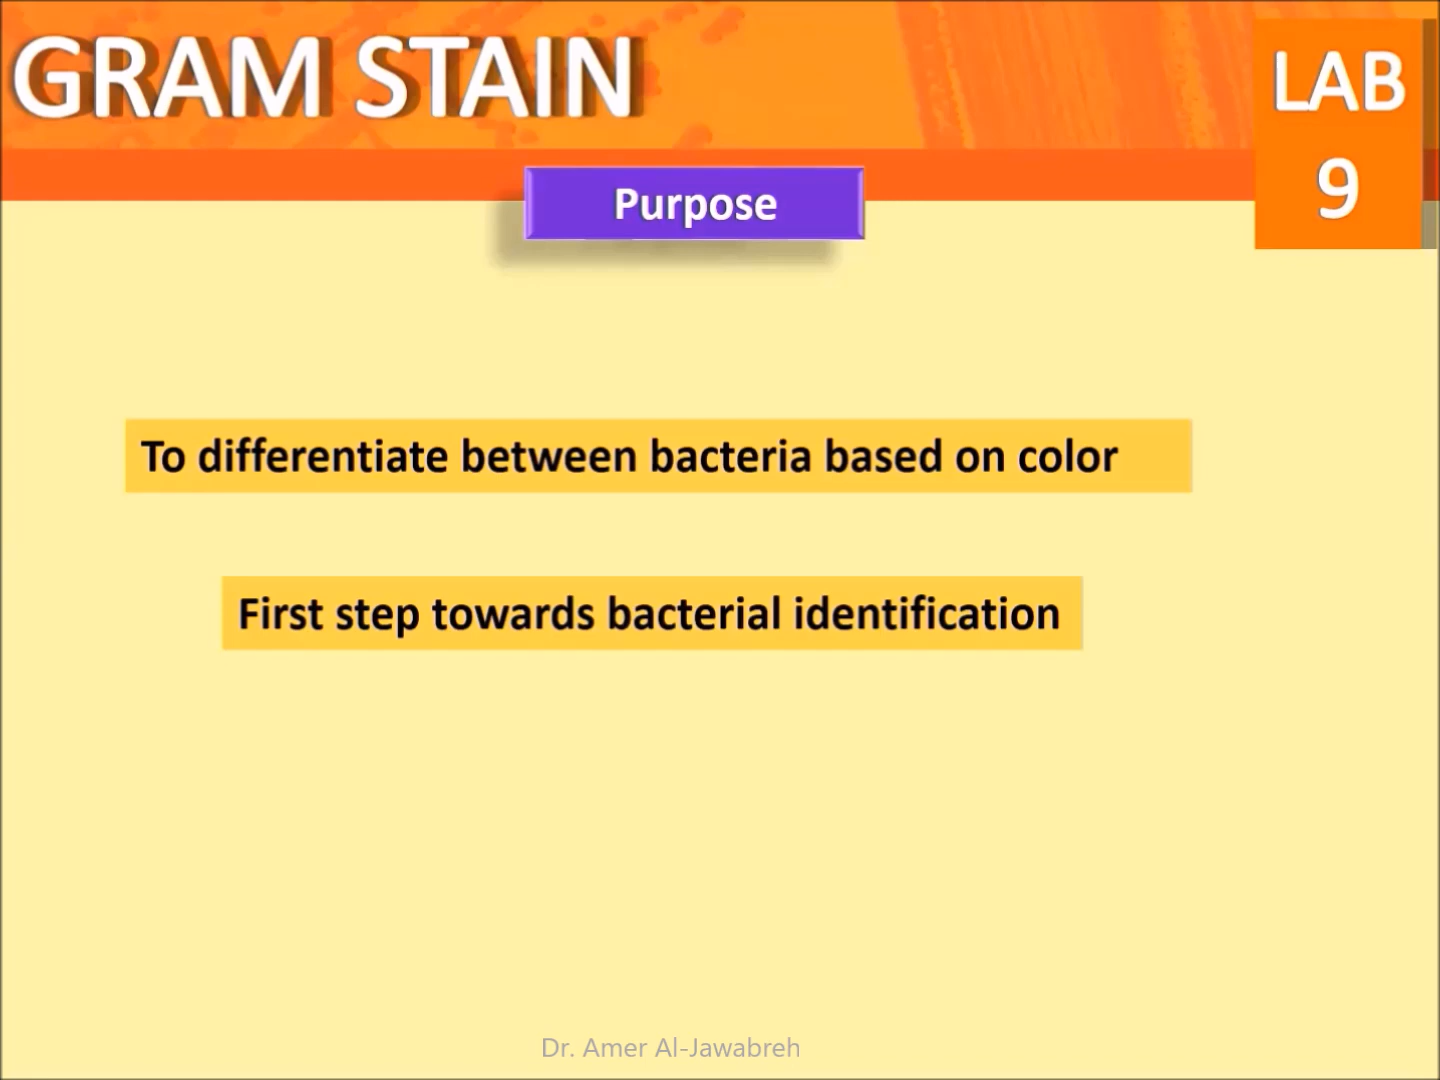 GRAM STAIN
LAB
9
Purpose
To differentiate between bacteria based on color
First step towards bacterial identification
Dr. Amer Al-Jawabreh